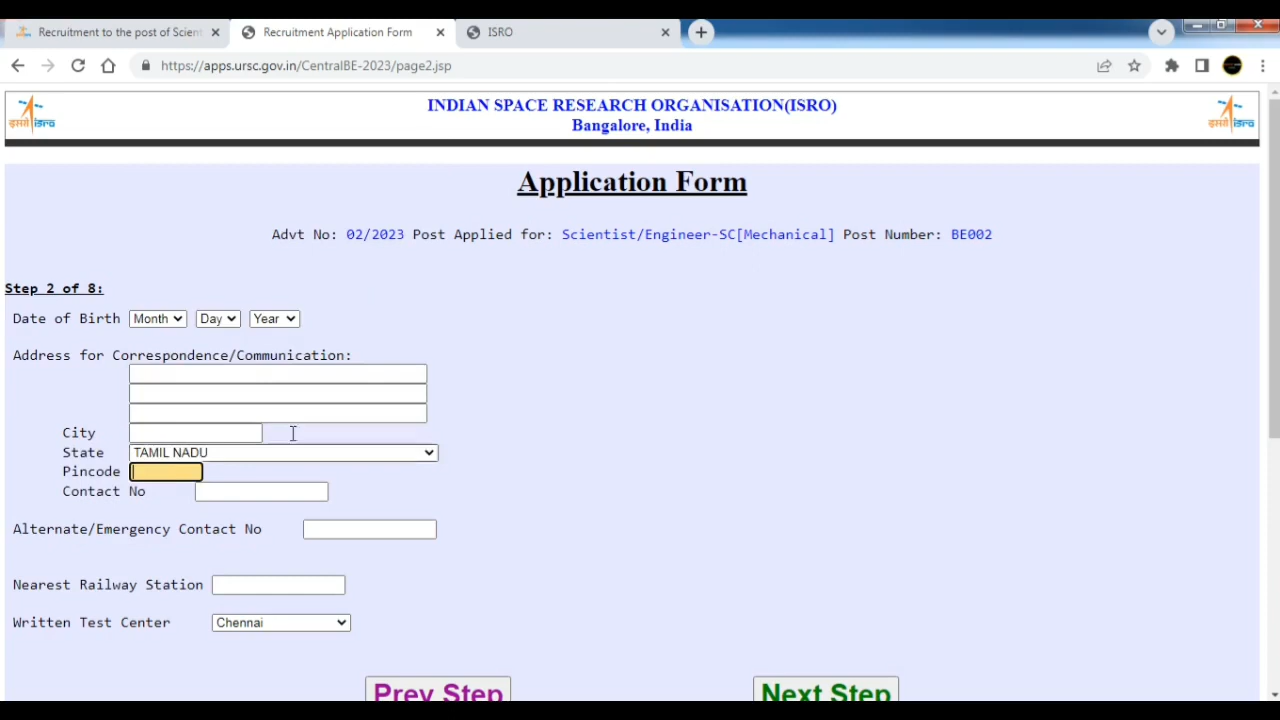 Recruitment to the post of Scient
Recruitment Application Form
ISRO
https://apps.ursc.gov.in/CentralBE-2023/page2.jsp
INDIAN SPACE RESEARCH ORGANISATION(ISRO)
Bangalore, India
इसरो isro
इसरो isro
Application Form
Advt No: 02/2023 Post Applied for: Scientist/Engineer-SC[Mechanical] Post Number: BE002
Step 2 of 8:
Date of Birth Month Day Year
Address for Correspondence/Communication:
City
State TAMIL NADU
Pincode
Contact No
Alternate/Emergency Contact No
Nearest Railway Station
Written Test Center Chennai
Prev Step Next Step